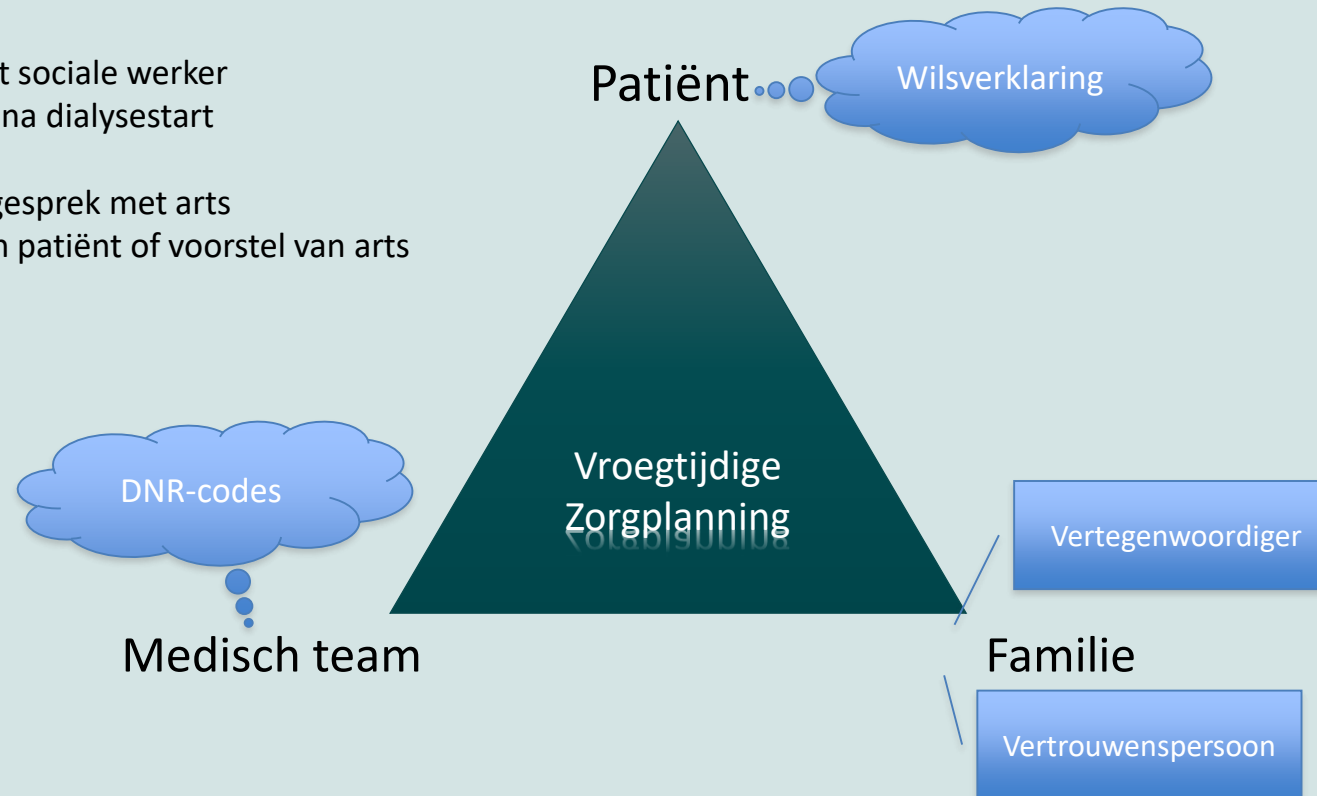 t sociale werker
na dialysestart
gesprek met arts
n patiënt of voorstel van arts
Patiënt
Wilsverklaring
DNR-codes
Vroegtijdige
Zorgplanning
Vertegenwoordiger
Medisch team
Familie
Vertrouwenspersoon